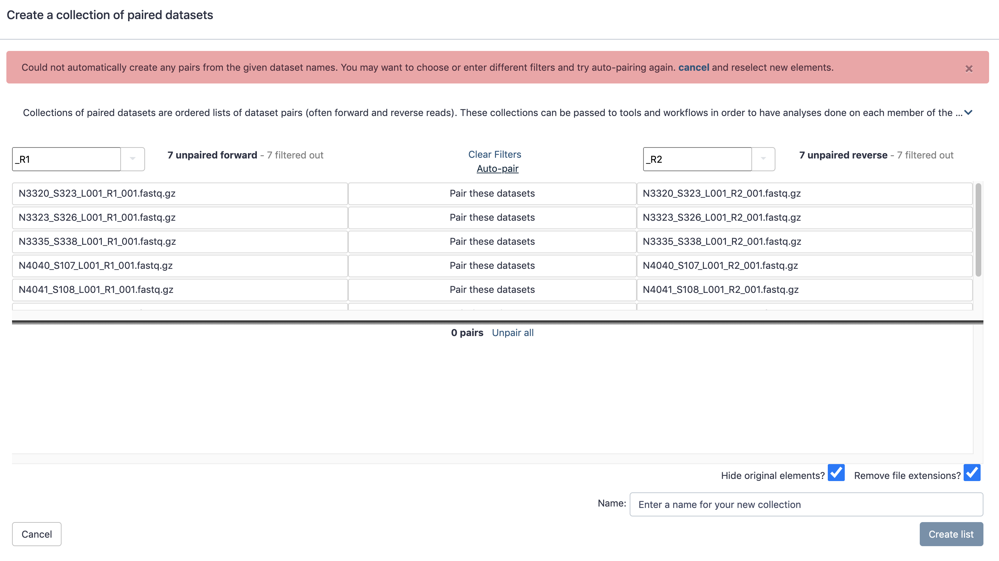 Create a collection of paired datasets
Could not automatically create any pairs from the given dataset names. You may want to choose or enter different filters and try auto-pairing again. cancel and reselect new elements.
×
Collections of paired datasets are ordered lists of dataset pairs (often forward and reverse reads). These collections can be passed to tools and workflows in order to have analyses done on each member of the ...
_R1 7 unpaired forward - 7 filtered out Clear Filters _R2 7 unpaired reverse - 7 filtered out
Auto-pair
N3320_S323_L001_R1_001.fastq.gz Pair these datasets N3320_S323_L001_R2_001.fastq.gz
N3323_S326_L001_R1_001.fastq.gz Pair these datasets N3323_S326_L001_R2_001.fastq.gz
N3335_S338_L001_R1_001.fastq.gz Pair these datasets N3335_S338_L001_R2_001.fastq.gz
N4040_S107_L001_R1_001.fastq.gz Pair these datasets N4040_S107_L001_R2_001.fastq.gz
N4041_S108_L001_R1_001.fastq.gz Pair these datasets N4041_S108_L001_R2_001.fastq.gz
0 pairs Unpair all
Hide original elements? Remove file extensions?
Name: Enter a name for your new collection
Cancel Create list